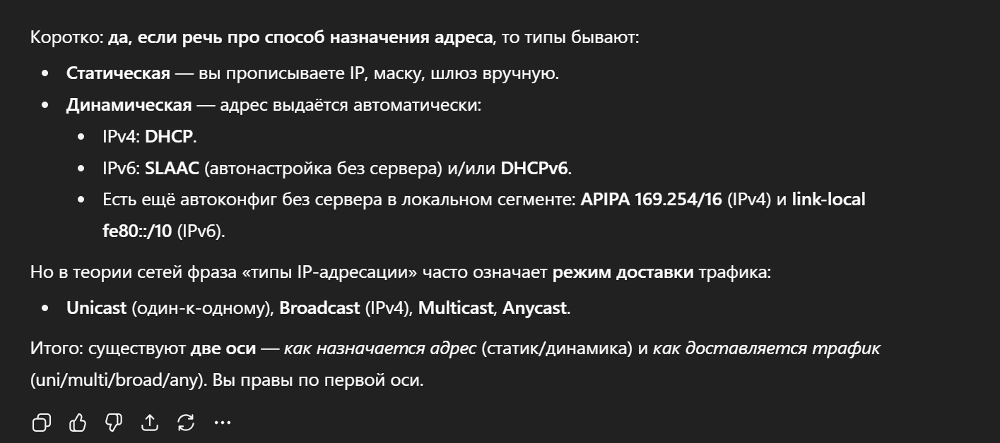 Коротко: да, если речь про способ назначения адреса, то типы бывают:
• Статическая — вы прописываете IP, маску, шлюз вручную.
• Динамическая — адрес выдаётся автоматически:
• IPv4: DHCP.
• IPv6: SLAAC (автонастройка без сервера) и/или DHCPv6.
• Есть ещё автоконфиг без сервера в локальном сегменте: APIPA 169.254/16 (IPv4) и link-local
fe80::/10 (IPv6).
Но в теории сетей фраза «типы IP-адресации» часто означает режим доставки трафика:
• Unicast (один-к-одному), Broadcast (IPv4), Multicast, Anycast.
Итого: существуют две оси — как назначается адрес (статик/динамика) и как доставляется трафик
(uni/multi/broad/any). Вы правы по первой оси.